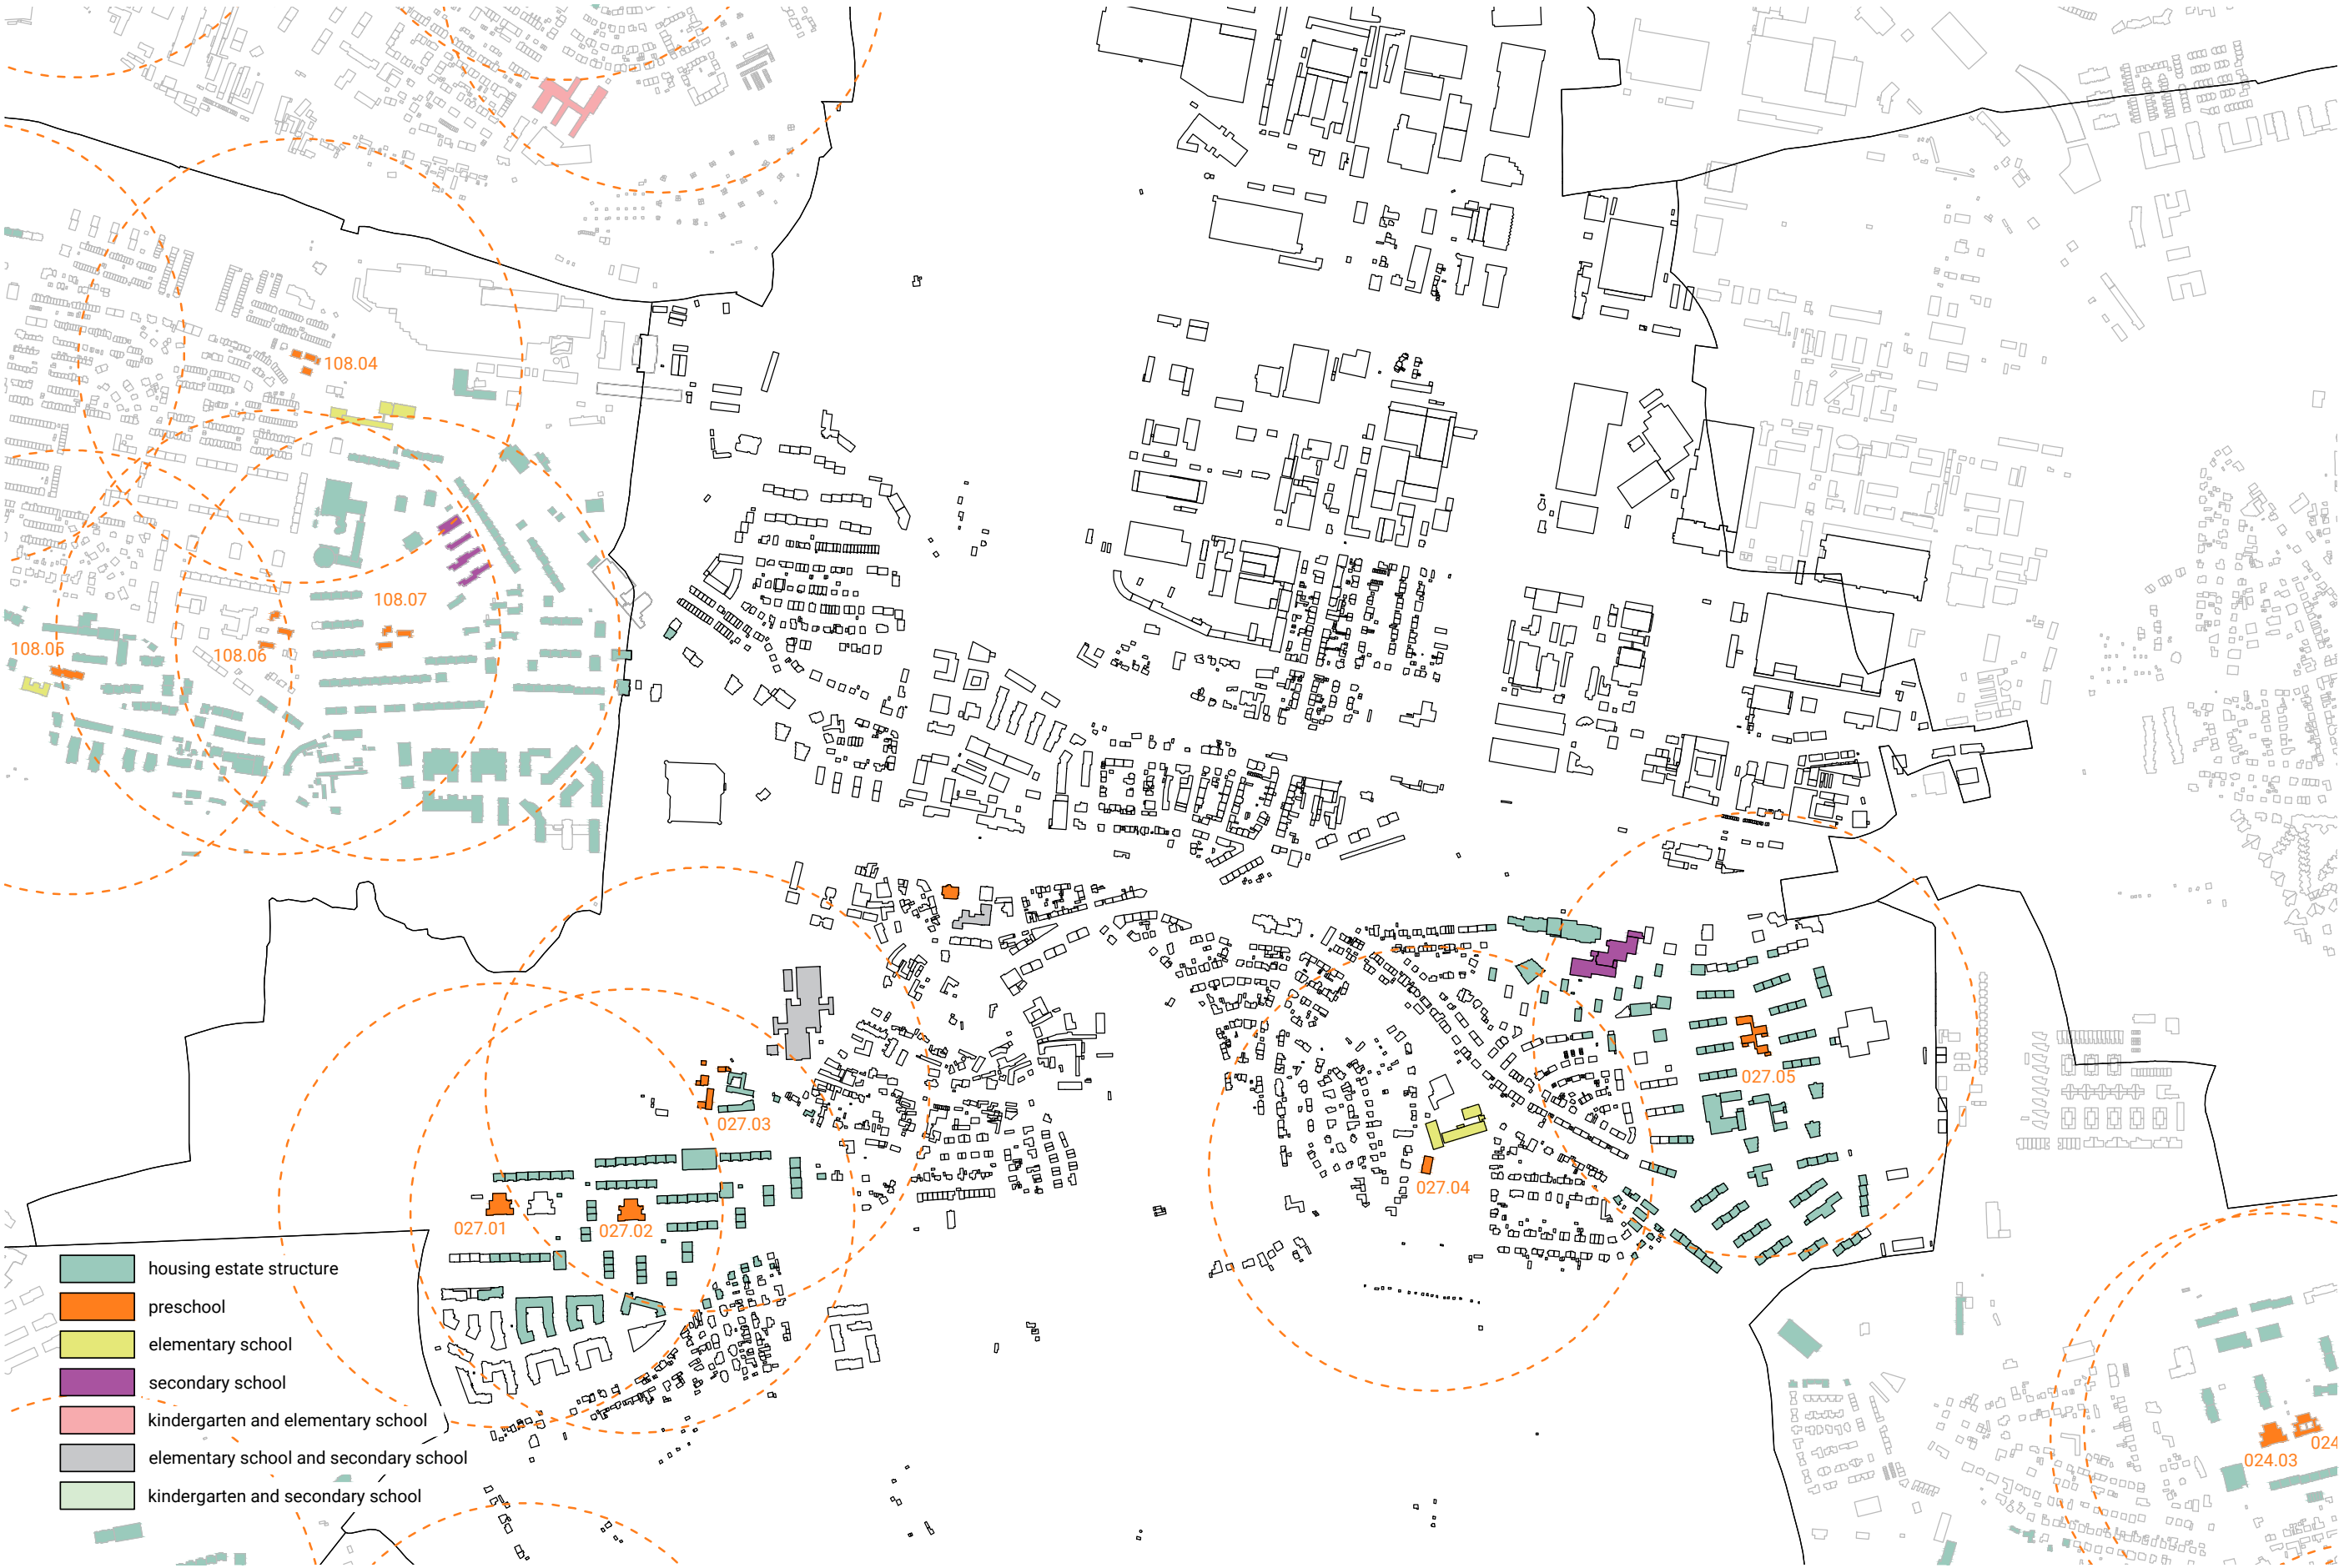 108.04
108.07
108.05
108.06
027.05
027.03
027.04
027.01
027.02
housing estate structure
preschool
elementary school
secondary school
kindergarten and elementary school
elementary school and secondary school
kindergarten and secondary school
024
024.03